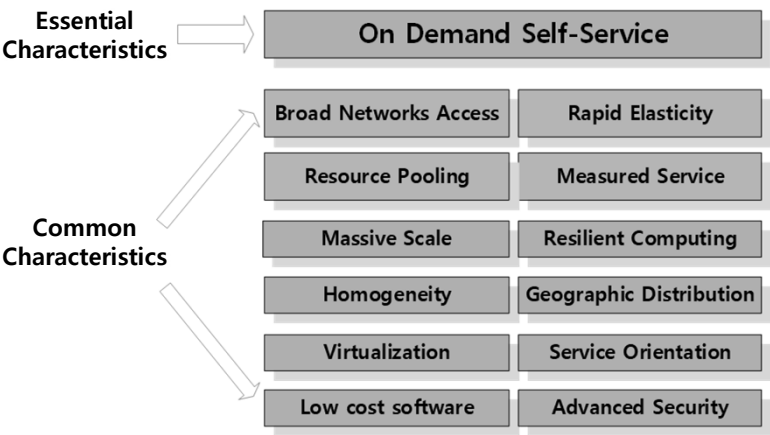 Essential
Characteristics
On Demand Self-Service
Broad Networks Access
Rapid Elasticity
Resource Pooling
Measured Service
Common
Characteristics
Massive Scale
Resilient Computing
Homogeneity
Geographic Distribution
Virtualization
Service Orientation
Low cost software
Advanced Security